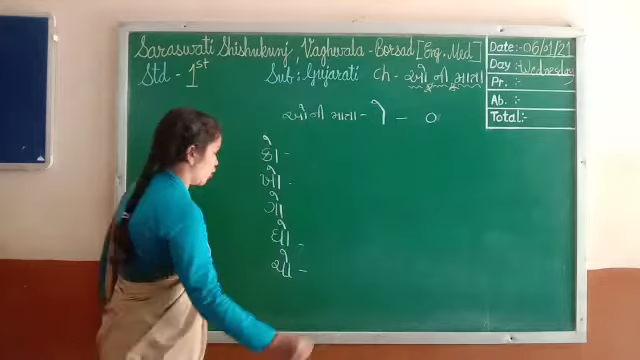 Saraswati Shishukunj, Vaghwala - Borsad [Eng. Med]
Std - 1st Sub: Gujarati Ch - ઓ ની માત્રા
Date:- 06/01/21
Day:- Wednesday
Pr. :-
Ab. :-
Total:-
ઓની માત્રા - ો - ૦
કો -
ખો -
ગો
ઘો -
ચો -